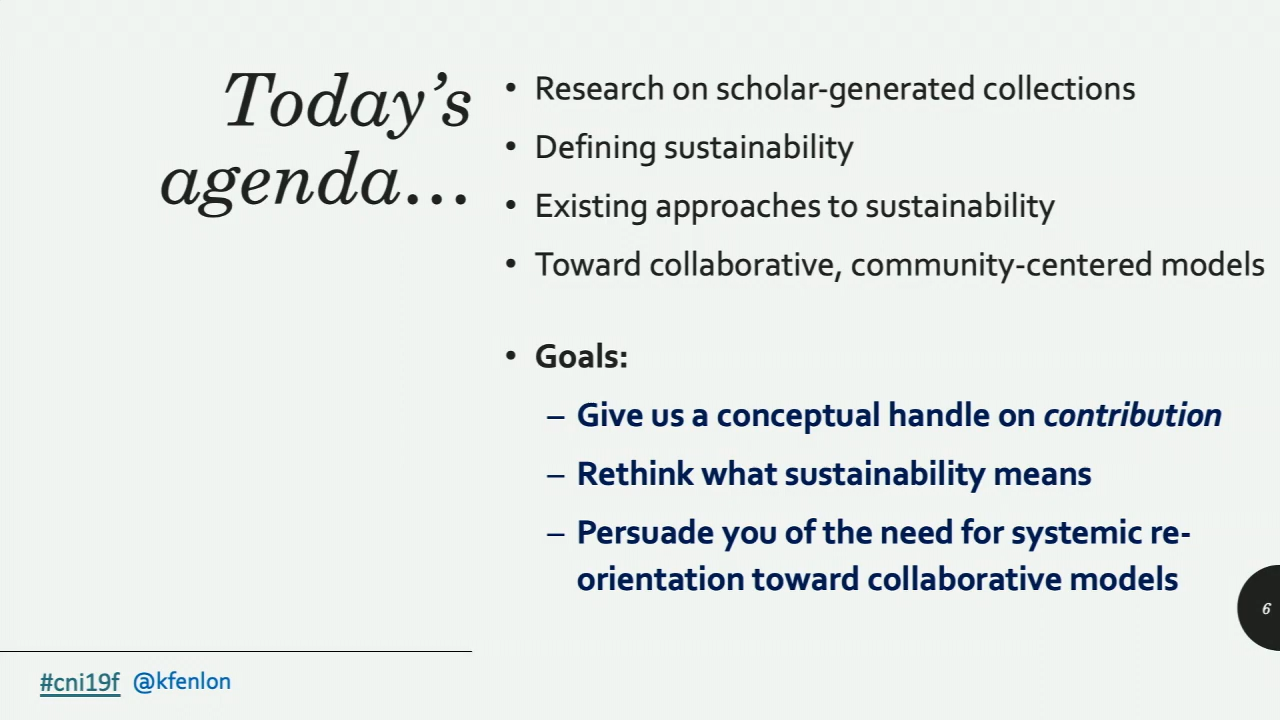 Today’s
agenda…
• Research on scholar-generated collections
• Defining sustainability
• Existing approaches to sustainability
• Toward collaborative, community-centered models
• Goals:
– Give us a conceptual handle on contribution
– Rethink what sustainability means
– Persuade you of the need for systemic re-
orientation toward collaborative models
6
#cni19f @kfenlon